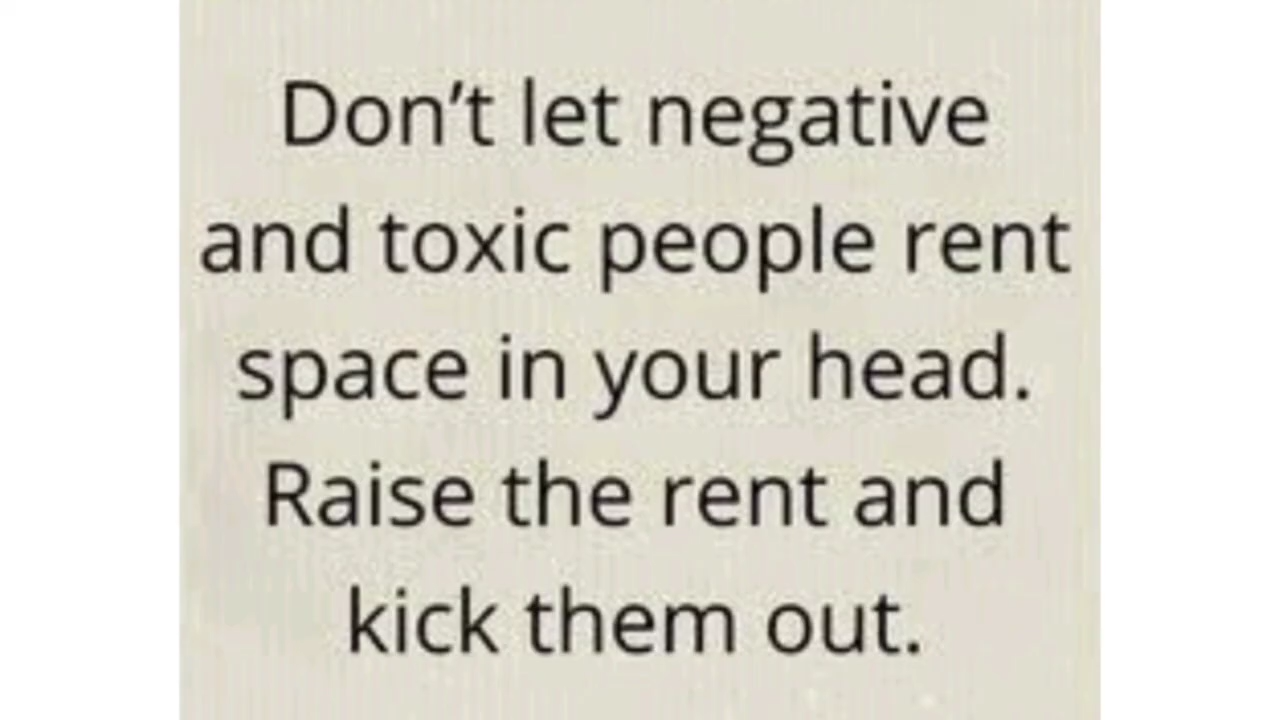 Don’t let negative
and toxic people rent
space in your head.
Raise the rent and
kick them out.